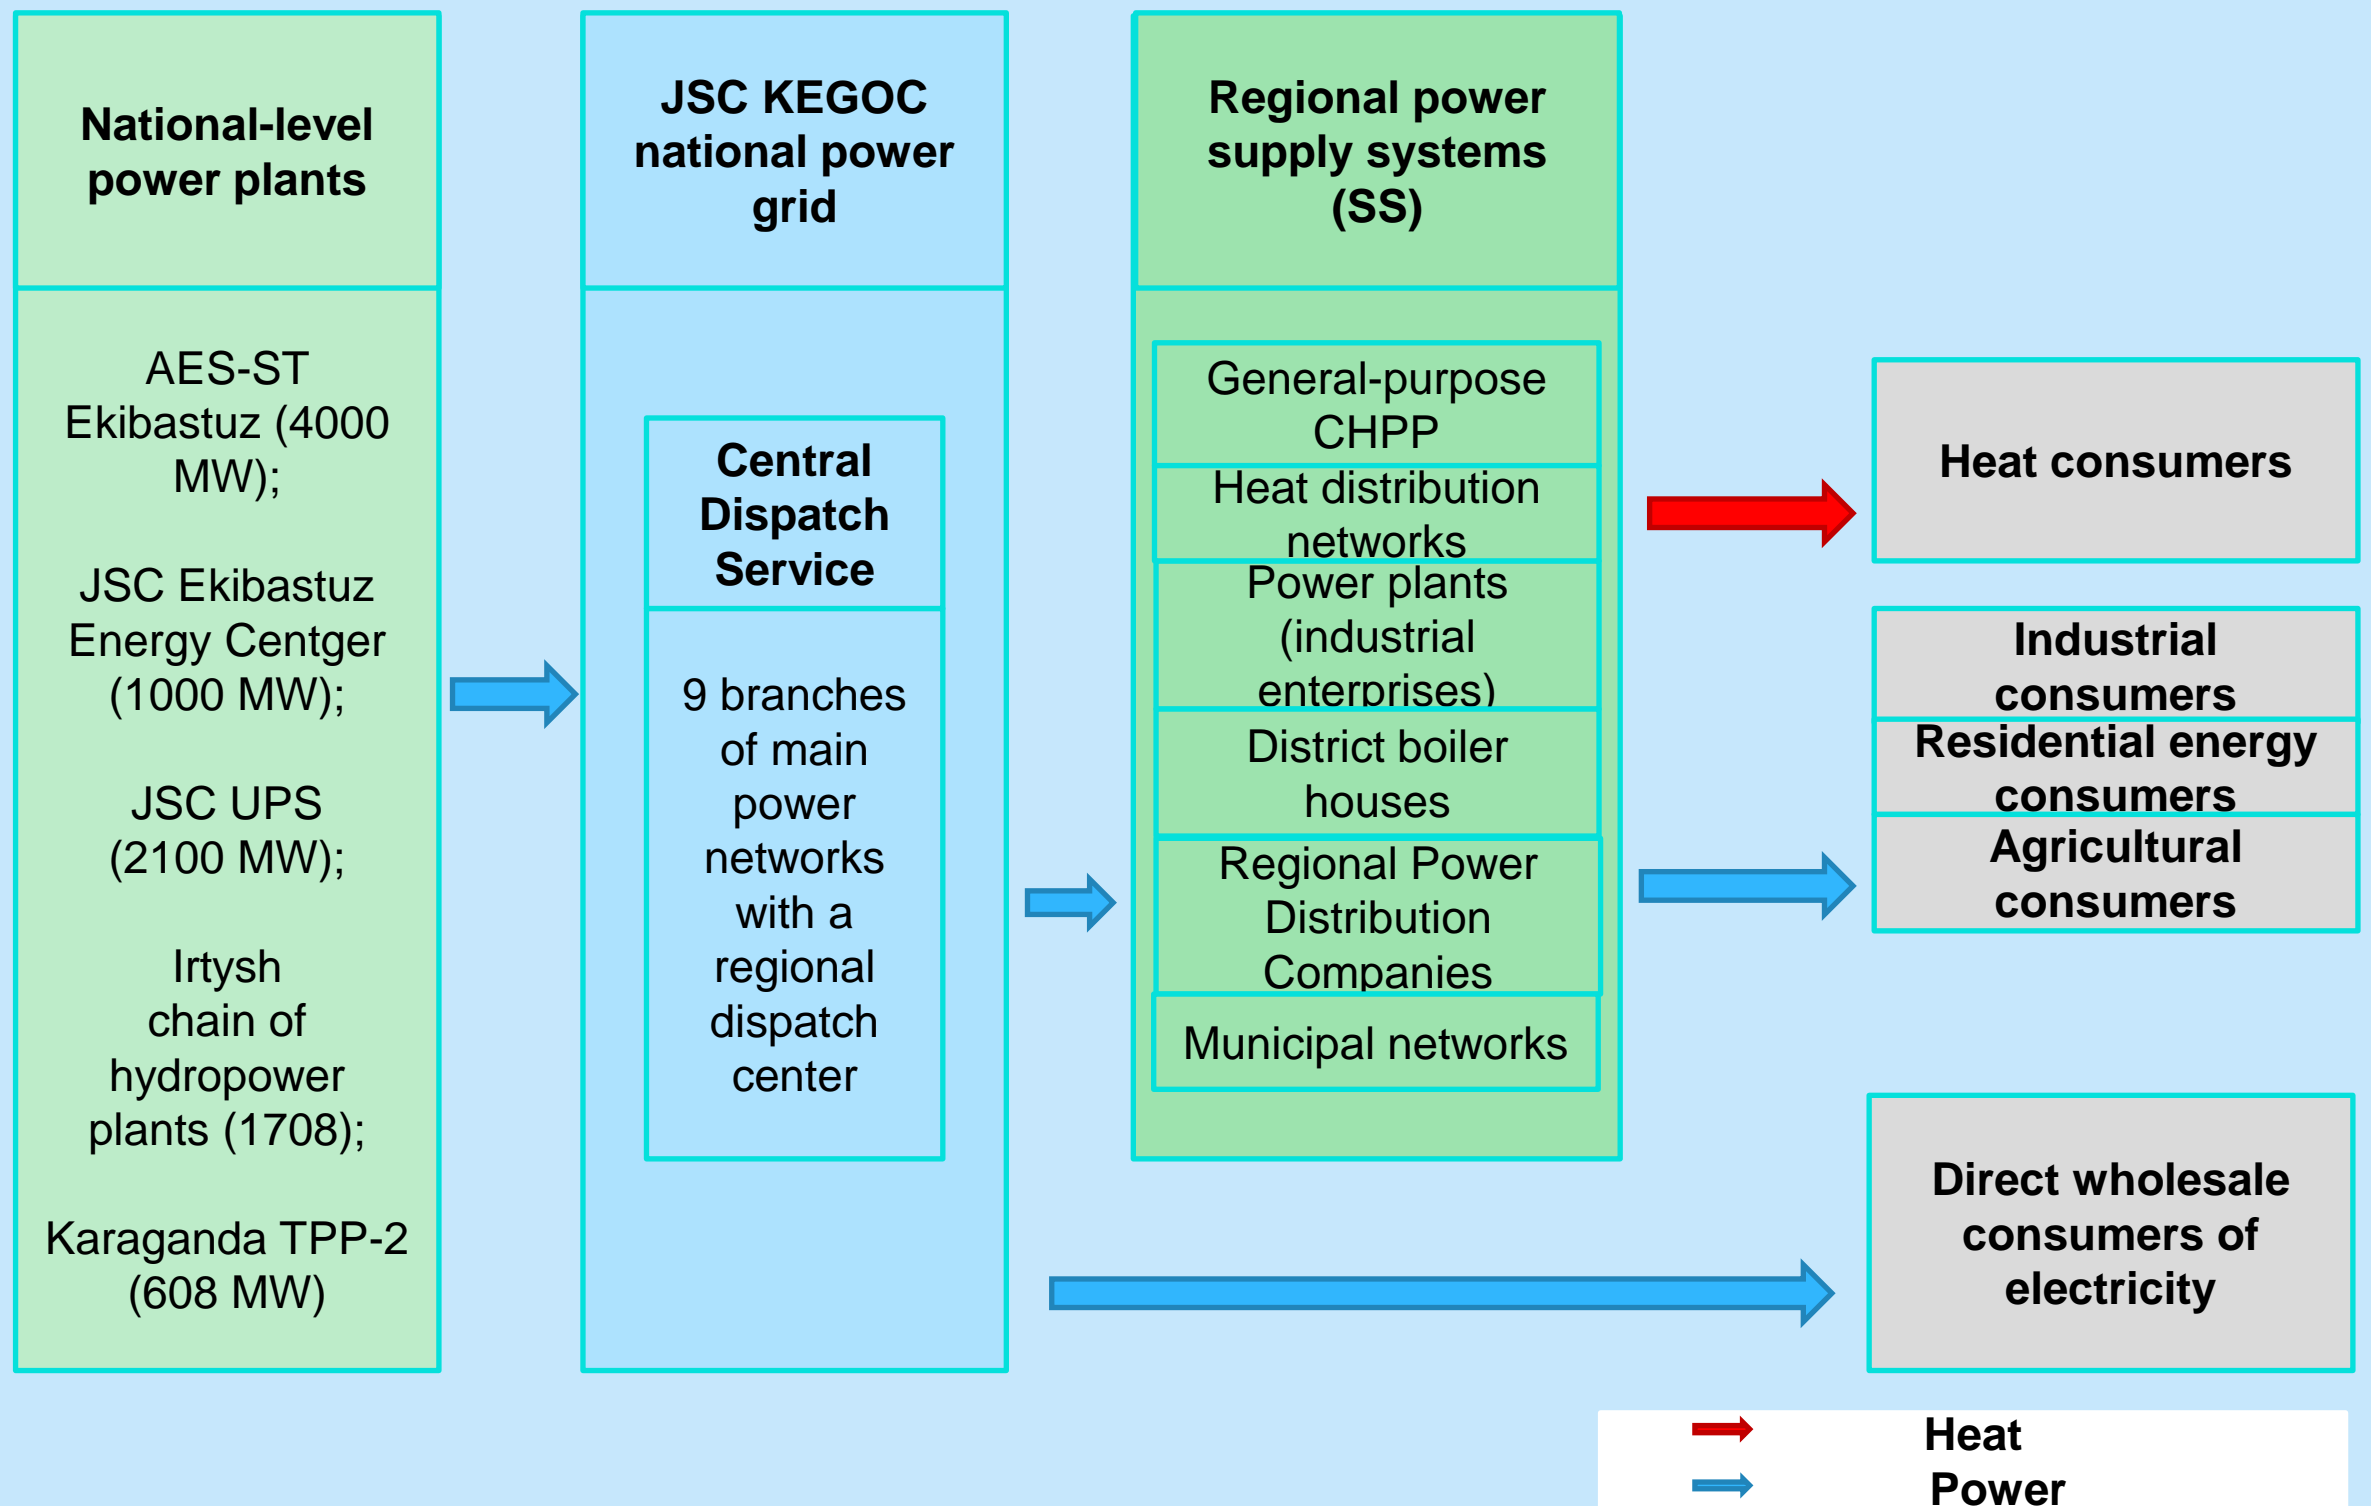 National-level
power plants
AES-ST
Ekibastuz (4000
MW);
JSC Ekibastuz
Energy Centger
(1000 MW);
JSC UPS
(2100 MW);
Irtysh
chain of
hydropower
plants (1708);
Karaganda TPP-2
(608 MW)
JSC KEGOC
national power
grid
Central
Dispatch
Service
9 branches
of main
power
networks
with a
regional
dispatch
center
Regional power
supply systems
(SS)
General-purpose
CHPP
Heat distribution
networks
Power plants
(industrial
enterprises)
District boiler
houses
Regional Power
Distribution
Companies
Municipal networks
Heat consumers
Industrial
consumers
Residential energy
consumers
Agricultural
consumers
Direct wholesale
consumers of
electricity
Heat
Power